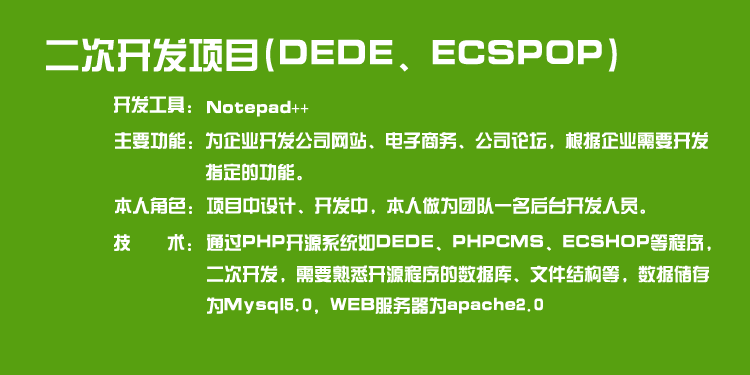 二次开发项目(DEDE、ECSPOP)
开发工具：Notepad++
主要功能：为企业开发公司网站、电子商务、公司论坛，根据企业需要开发
指定的功能。
本人角色：项目中设计、开发中，本人做为团队一名后台开发人员。
技 术：通过PHP开源系统如DEDE、PHPCMS、ECSHOP等程序，
二次开发，需要熟悉开源程序的数据库、文件结构等，数据储存
为Mysql5.0，WEB服务器为apache2.0